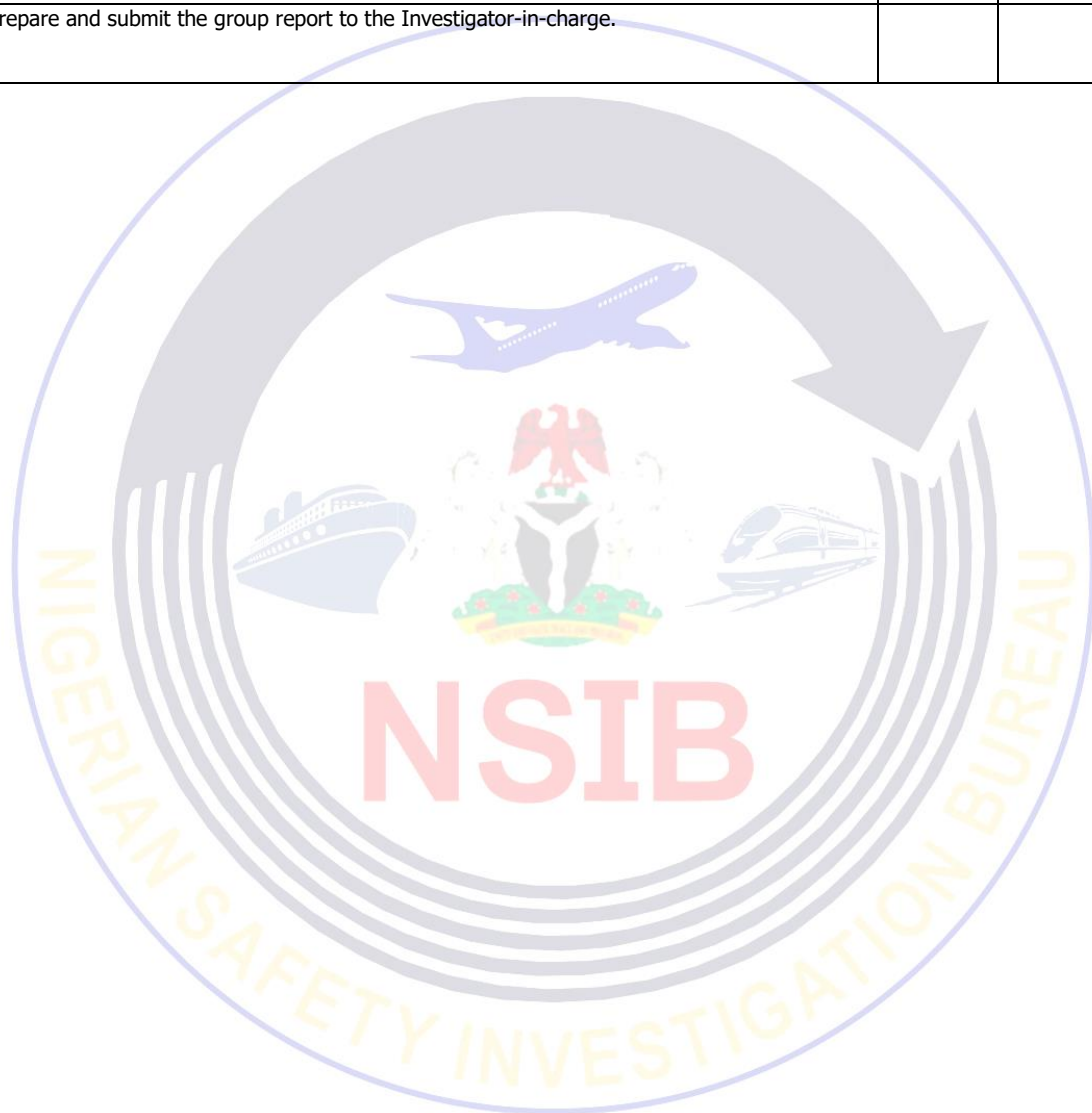 repare and submit the group report to the Investigator-in-charge.
NSIB
NIGERIAN SAFETY INVESTIGATION BUREAU